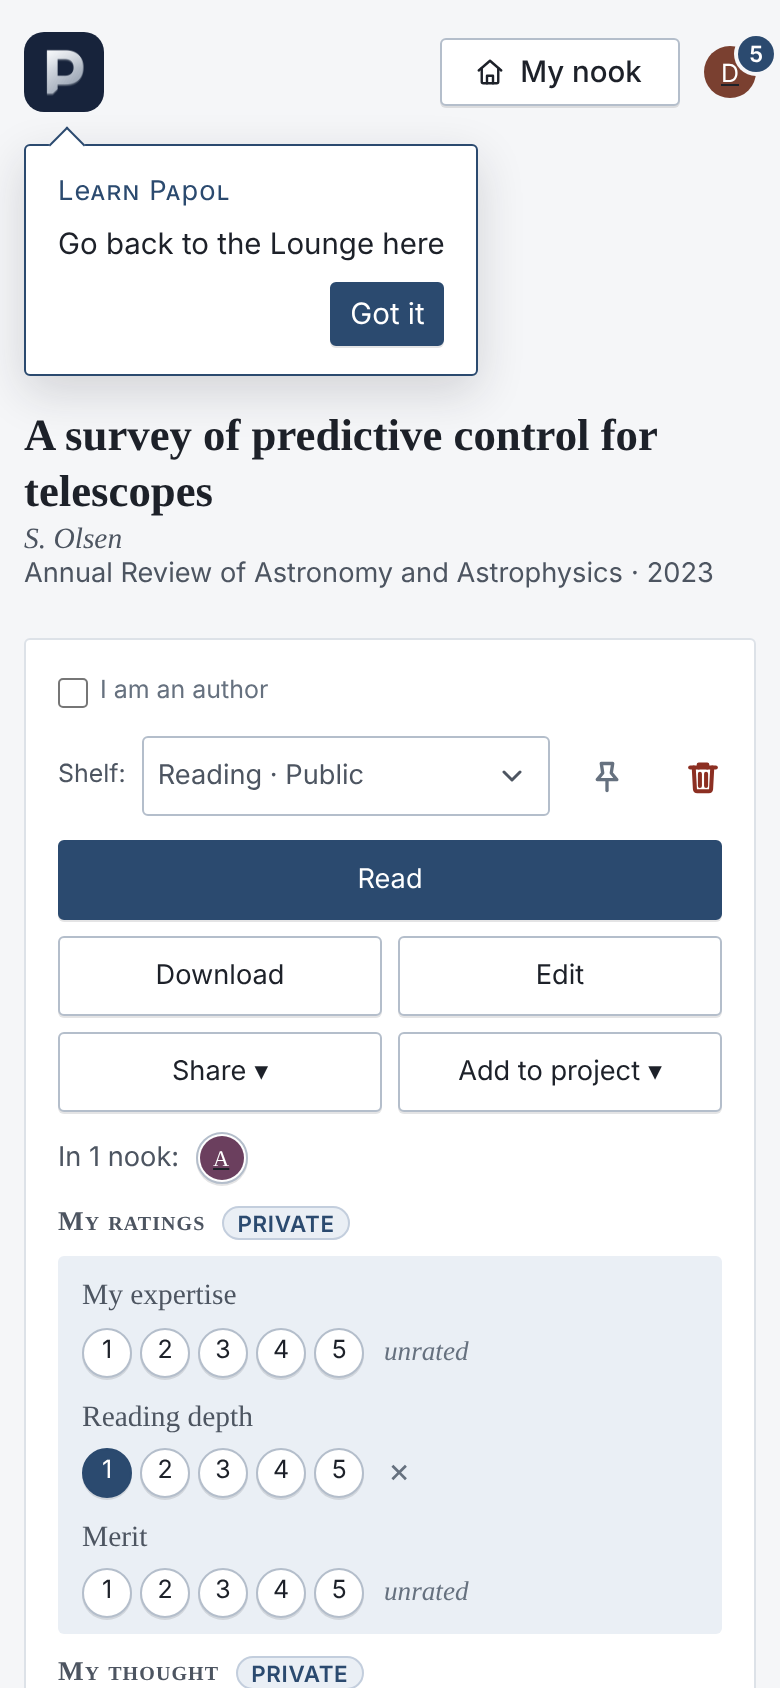 P
My nook
D
5
Learn Papol
Go back to the Lounge here
Got it
A survey of predictive control for
telescopes
S. Olsen
Annual Review of Astronomy and Astrophysics · 2023
I am an author
Shelf:
Reading · Public
Read
Download
Edit
Share ▾
Add to project ▾
In 1 nook:
A
My ratings
PRIVATE
My expertise
1 2 3 4 5 unrated
Reading depth
1 2 3 4 5 ×
Merit
1 2 3 4 5 unrated
My thought
PRIVATE